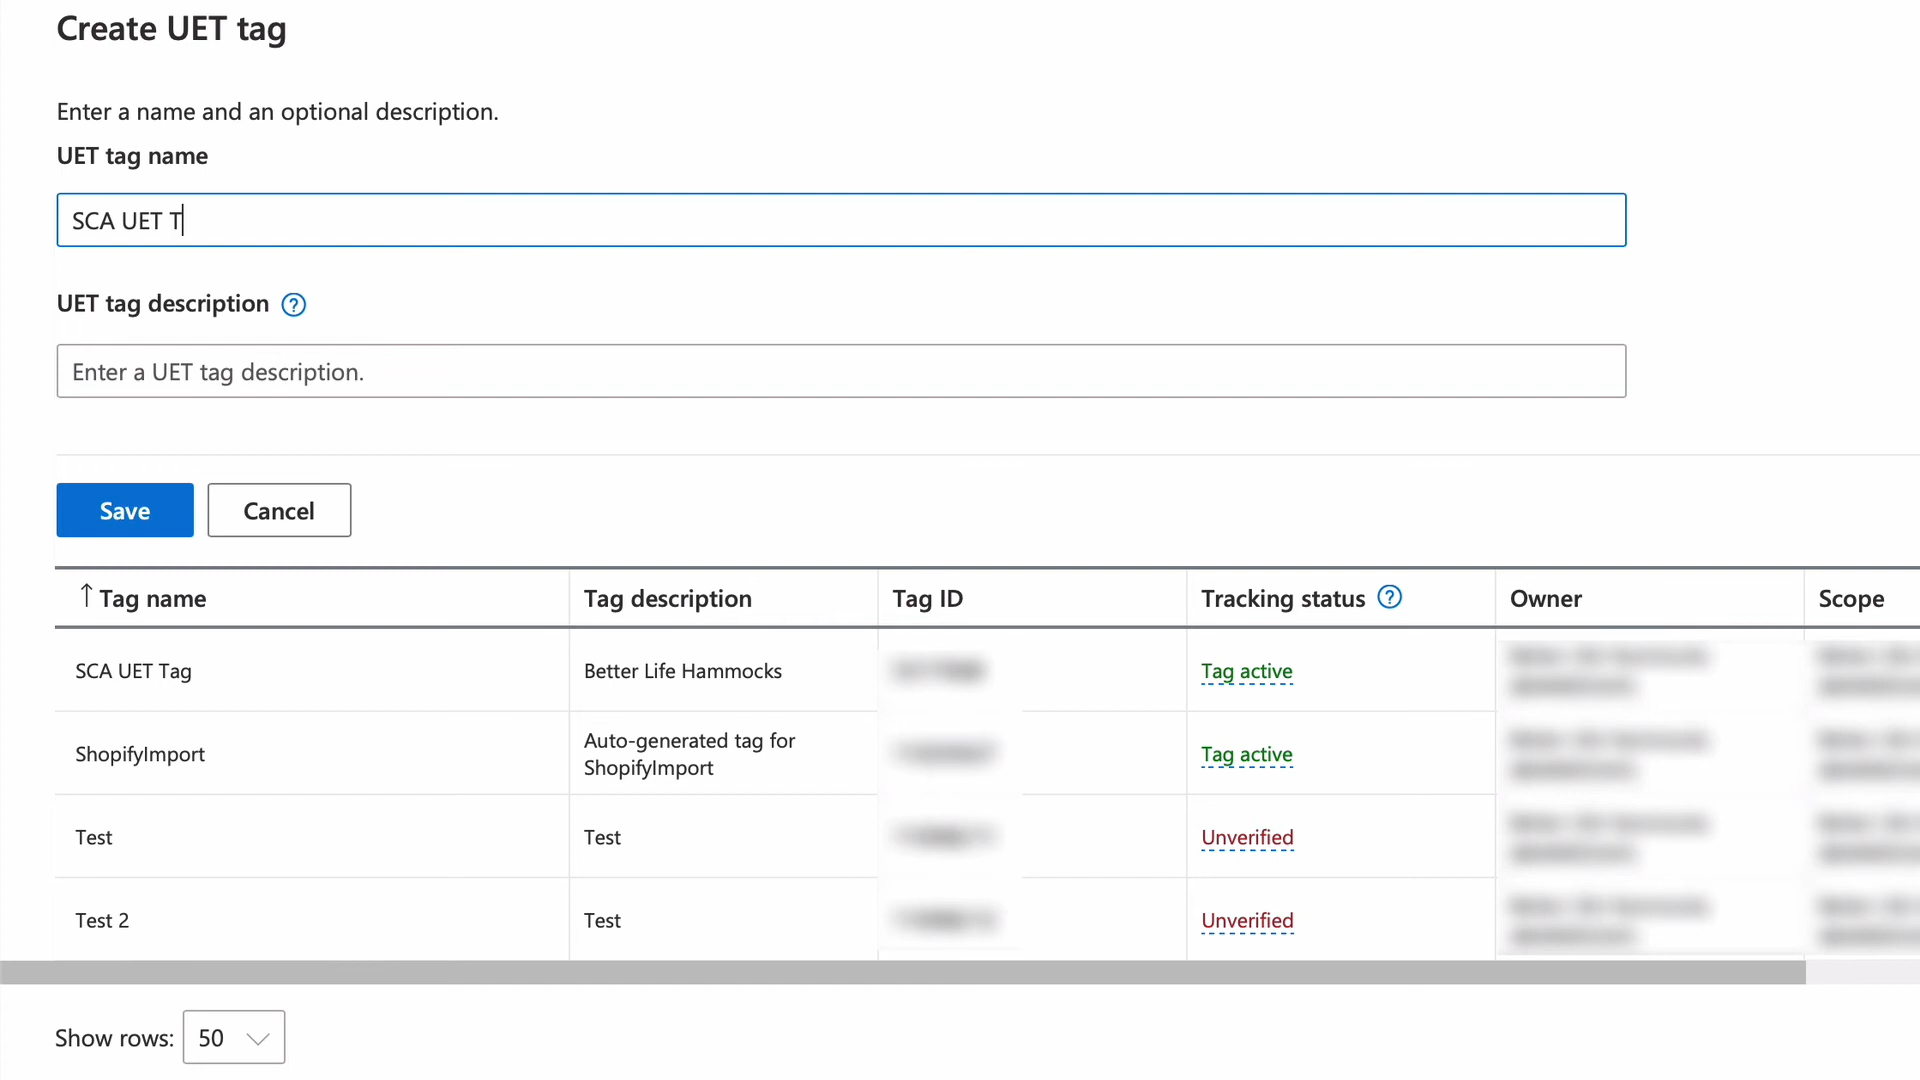 Create UET tag
Enter a name and an optional description.
UET tag name
SCA UET T
UET tag description ?
Enter a UET tag description.
Save Cancel
↑ Tag name Tag description Tag ID Tracking status ? Owner Scope
SCA UET Tag Better Life Hammocks Tag active
ShopifyImport Auto-generated tag for Tag active
ShopifyImport
Test Test Unverified
Test 2 Test Unverified
Show rows: 50